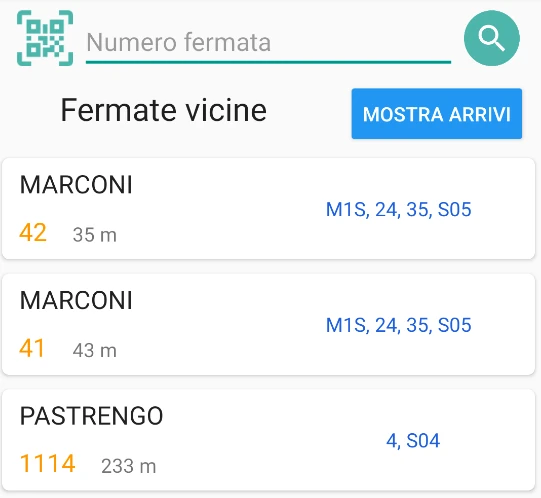 Numero fermata
Fermate vicine
MOSTRA ARRIVI
MARCONI
M1S, 24, 35, S05
42 35 m
MARCONI
M1S, 24, 35, S05
41 43 m
PASTRENGO
4, S04
1114 233 m